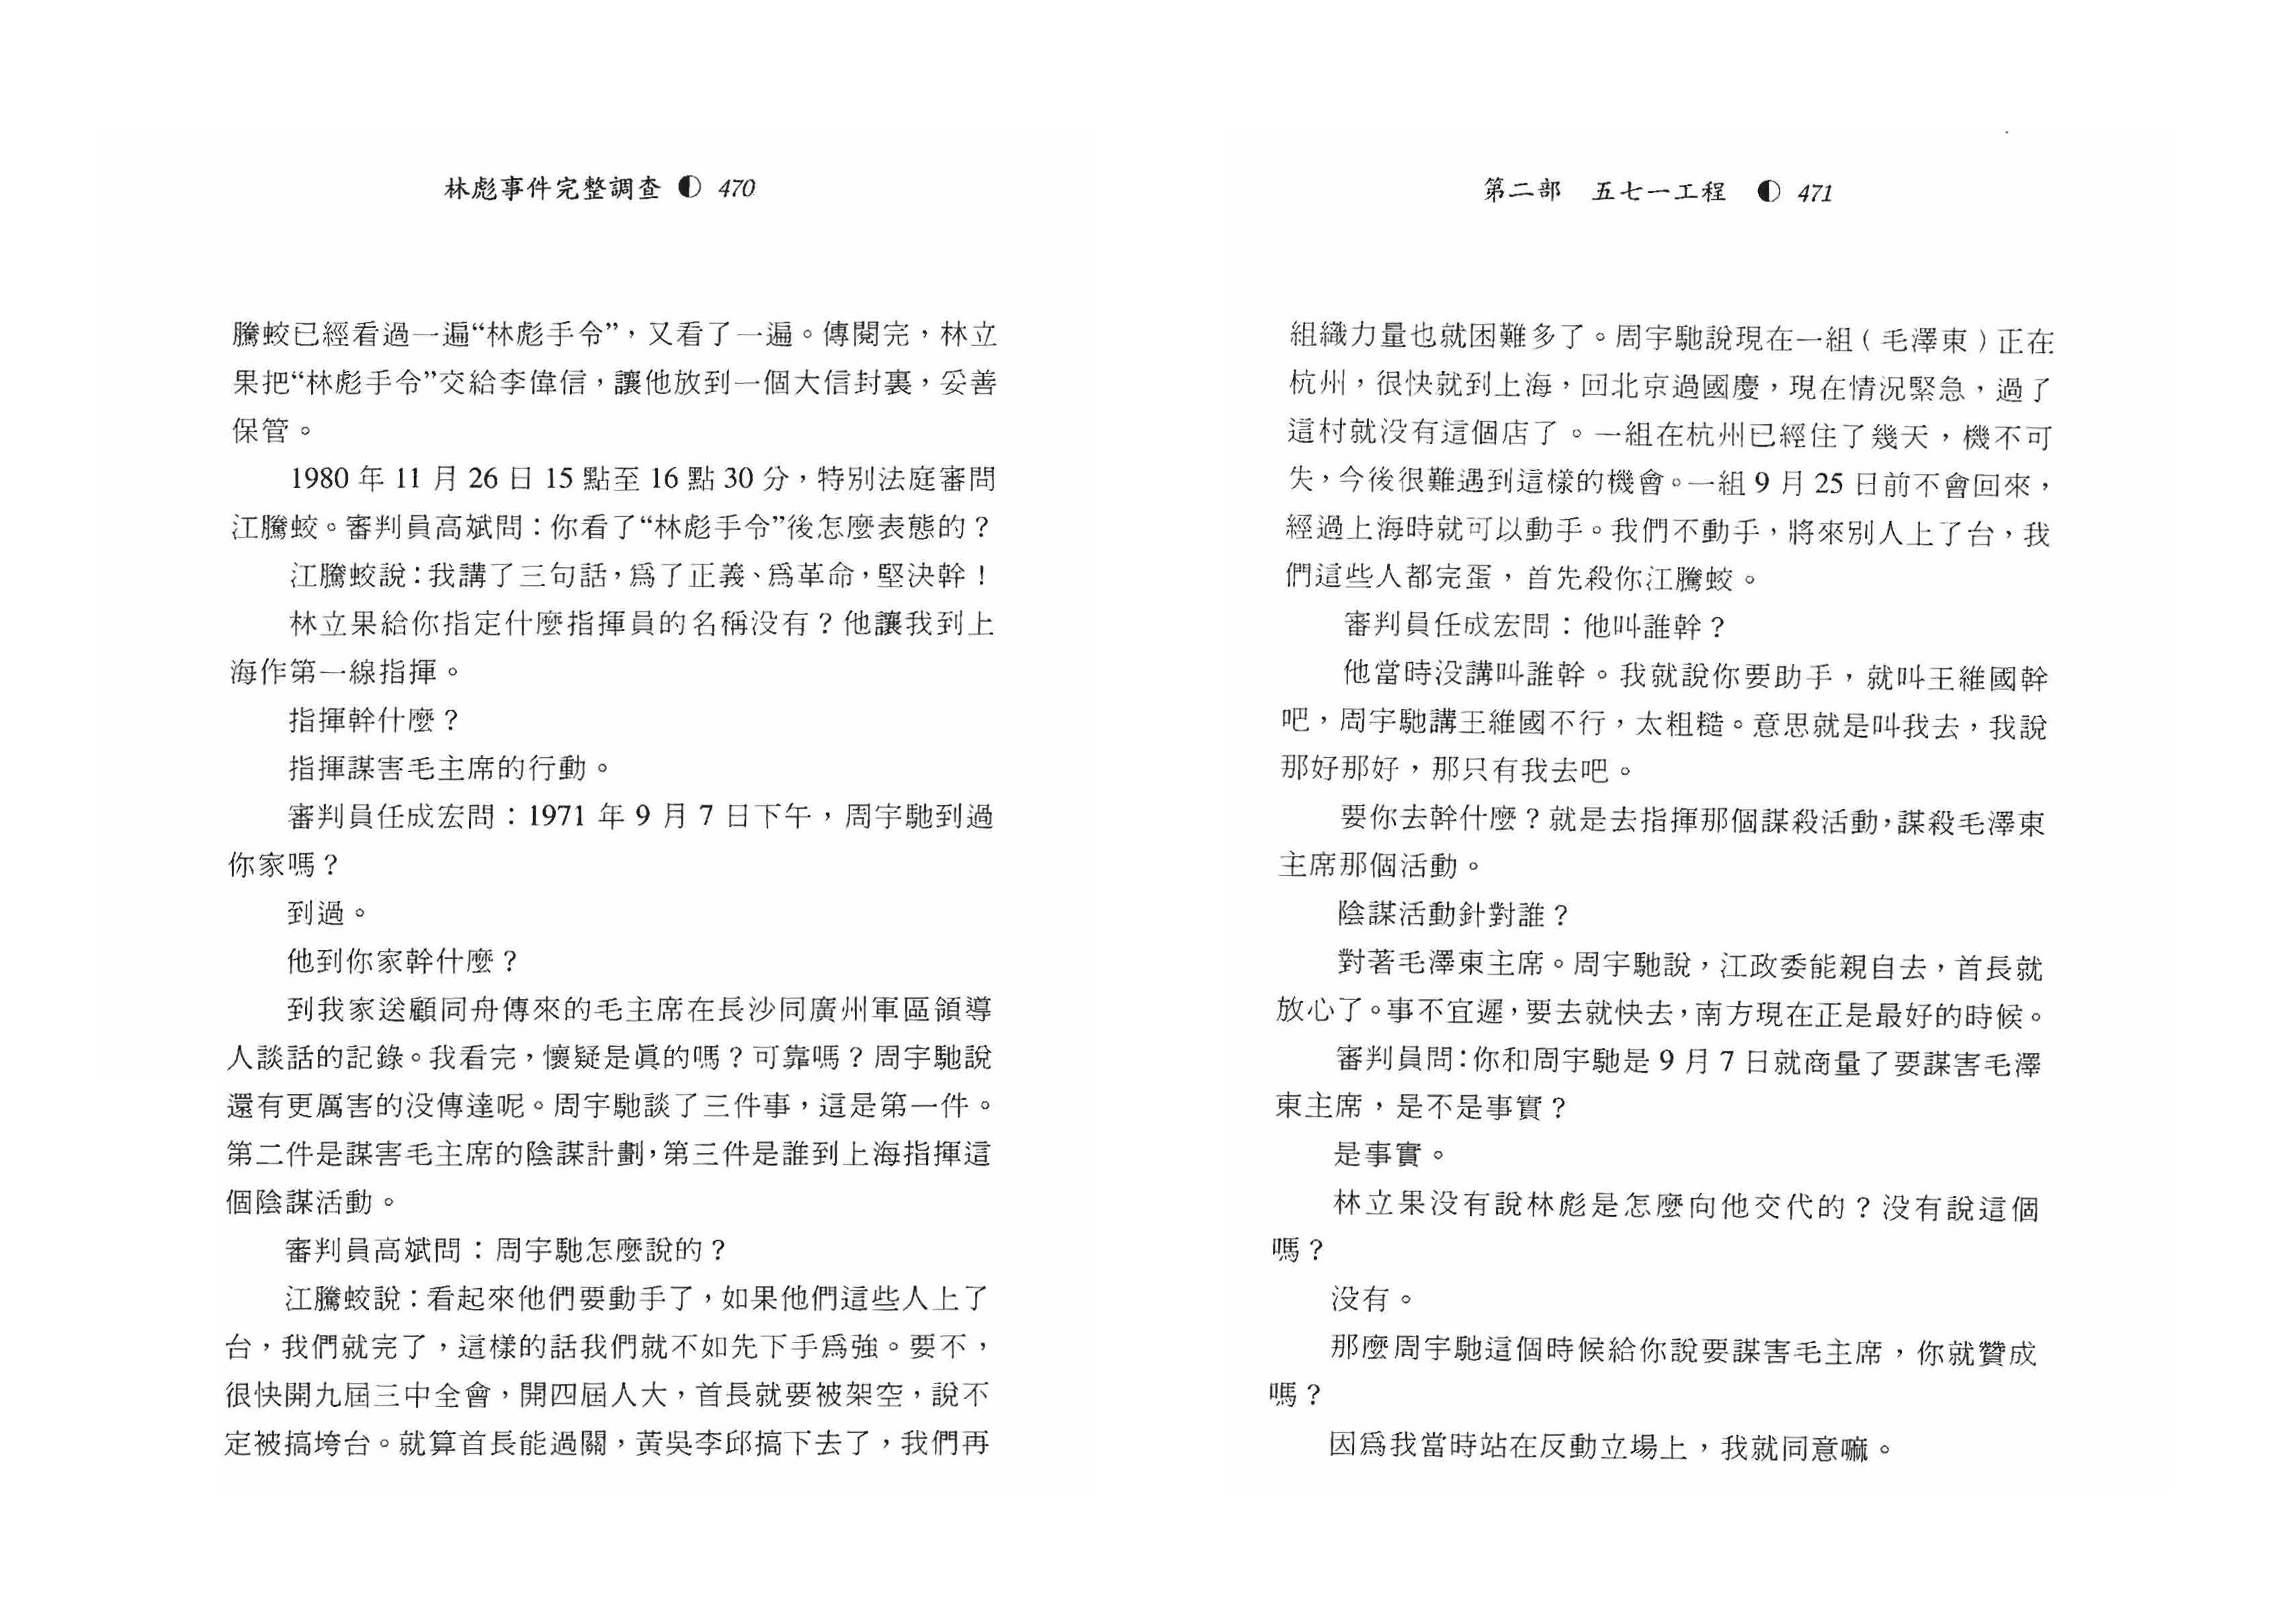 林彪事件完整調查 ◐ 470
騰蛟已經看過一遍“林彪手令”，又看了一遍。傳閱完，林立
果把“林彪手令”交給李偉信，讓他放到一個大信封裏，妥善
保管。
1980 年 11 月 26 日 15 點至 16 點 30 分，特別法庭審問
江騰蛟。審判員高斌問：你看了“林彪手令”後怎麼表態的？
江騰蛟說：我講了三句話，爲了正義、爲革命，堅決幹！
林立果給你指定什麼指揮員的名稱没有？他讓我到上
海作第一線指揮。
指揮幹什麼？
指揮謀害毛主席的行動。
審判員任成宏問：1971 年 9 月 7 日下午，周宇馳到過
你家嗎？
到過。
他到你家幹什麼？
到我家送顧同舟傳來的毛主席在長沙同廣州軍區領導
人談話的記錄。我看完，懷疑是眞的嗎？可靠嗎？周宇馳說
還有更厲害的没傳達呢。周宇馳談了三件事，這是第一件。
第二件是謀害毛主席的陰謀計劃，第三件是誰到上海指揮這
個陰謀活動。
審判員高斌問：周宇馳怎麼說的？
江騰蛟說：看起來他們要動手了，如果他們這些人上了
台，我們就完了，這樣的話我們就不如先下手爲強。要不，
很快開九屆三中全會，開四屆人大，首長就要被架空，說不
定被搞垮台。就算首長能過關，黃吳李邱搞下去了，我們再
第二部　五七一工程 ◐ 471
組織力量也就困難多了。周宇馳說現在一組（毛澤東）正在
杭州，很快就到上海，回北京過國慶，現在情況緊急，過了
這村就没有這個店了。一組在杭州已經住了幾天，機不可
失，今後很難遇到這樣的機會。一組 9 月 25 日前不會回來，
經過上海時就可以動手。我們不動手，將來別人上了台，我
們這些人都完蛋，首先殺你江騰蛟。
審判員任成宏問：他叫誰幹？
他當時没講叫誰幹。我就說你要助手，就叫王維國幹
吧，周宇馳講王維國不行，太粗糙。意思就是叫我去，我說
那好那好，那只有我去吧。
要你去幹什麼？就是去指揮那個謀殺活動，謀殺毛澤東
主席那個活動。
陰謀活動針對誰？
對著毛澤東主席。周宇馳說，江政委能親自去，首長就
放心了。事不宜遲，要去就快去，南方現在正是最好的時候。
審判員問：你和周宇馳是 9 月 7 日就商量了要謀害毛澤
東主席，是不是事實？
是事實。
林立果没有說林彪是怎麼向他交代的？没有說這個
嗎？
没有。
那麼周宇馳這個時候給你說要謀害毛主席，你就贊成
嗎？
因爲我當時站在反動立場上，我就同意嘛。